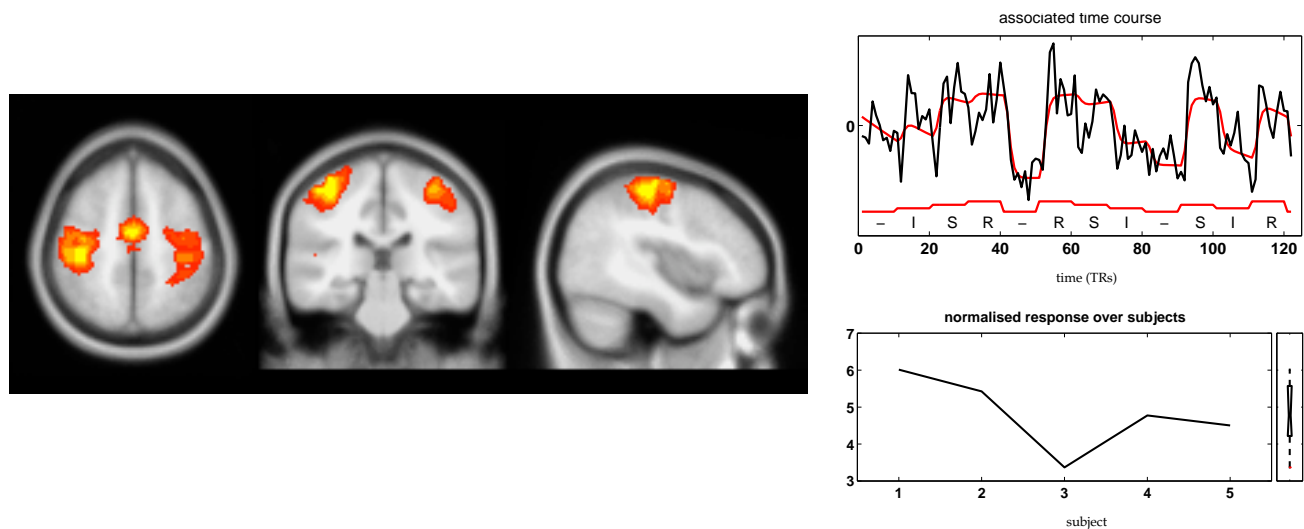 associated time course
0
– I S R – R S I – S I R
0 20 40 60 80 100 120
time (TRs)
normalised response over subjects
7
6
5
4
3
1 2 3 4 5
subject